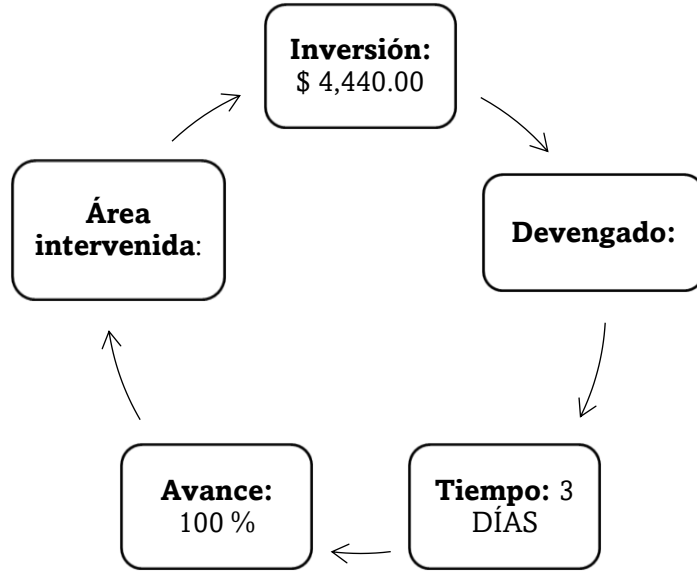 Inversión:
$ 4,440.00
Devengado:
Tiempo: 3
DÍAS
Avance:
100 %
Área
intervenida: